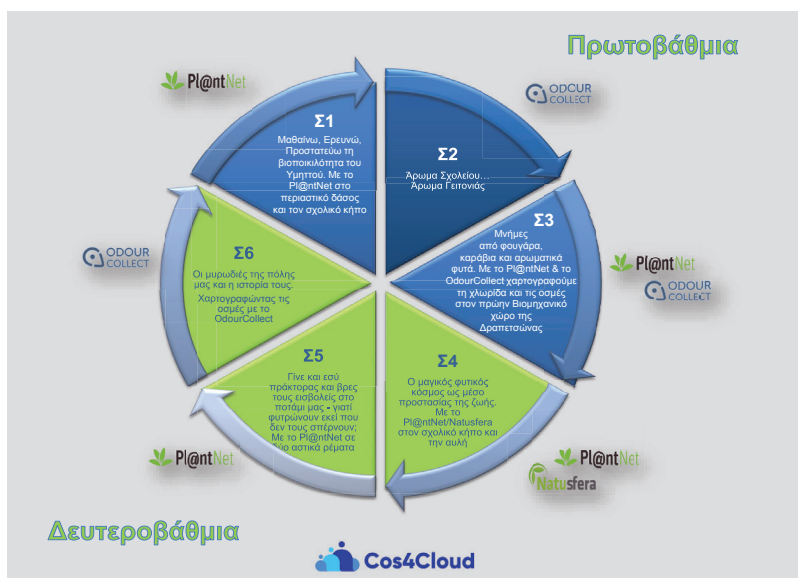 Πρωτοβάθμια
Pl@ntNet
ODOUR
COLLECT
Σ1
Μαθαίνω, Ερευνώ,
Προστατεύω τη
βιοποικιλότητα του
Υμηττού. Με το
Pl@ntNet στο
περιαστικό δάσος
και τον σχολικό κήπο
Σ2
Άρωμα Σχολείου…
Άρωμα Γειτονιάς
Σ3
Μνήμες
από φουγάρα,
καράβια και αρωματικά
φυτά. Με το Pl@ntNet & το
OdourCollect χαρτογραφούμε
τη χλωρίδα και τις οσμές
στον πρώην Βιομηχανικό
χώρο της
Δραπετσώνας
Pl@ntNet
ODOUR
COLLECT
ODOUR
COLLECT
Σ6
Οι μυρωδιές της πόλης
μας και η ιστορία τους.
Χαρτογραφώντας τις
οσμές με το
OdourCollect
Σ5
Γίνε και εσύ
πράκτορας και βρες
τους εισβολείς στο
ποτάμι μας - γιατί
φυτρώνουν εκεί που
δεν τους σπέρνουν;
Με το Pl@ntNet σε
δύο αστικά ρέματα
Σ4
Ο μαγικός φυτικός
κόσμος ως μέσο
προστασίας της ζωής.
Με το
Pl@ntNet/Natusfera
στον σχολικό κήπο και
την αυλή
Pl@ntNet
Pl@ntNet
Natusfera
Δευτεροβάθμια
Cos4Cloud